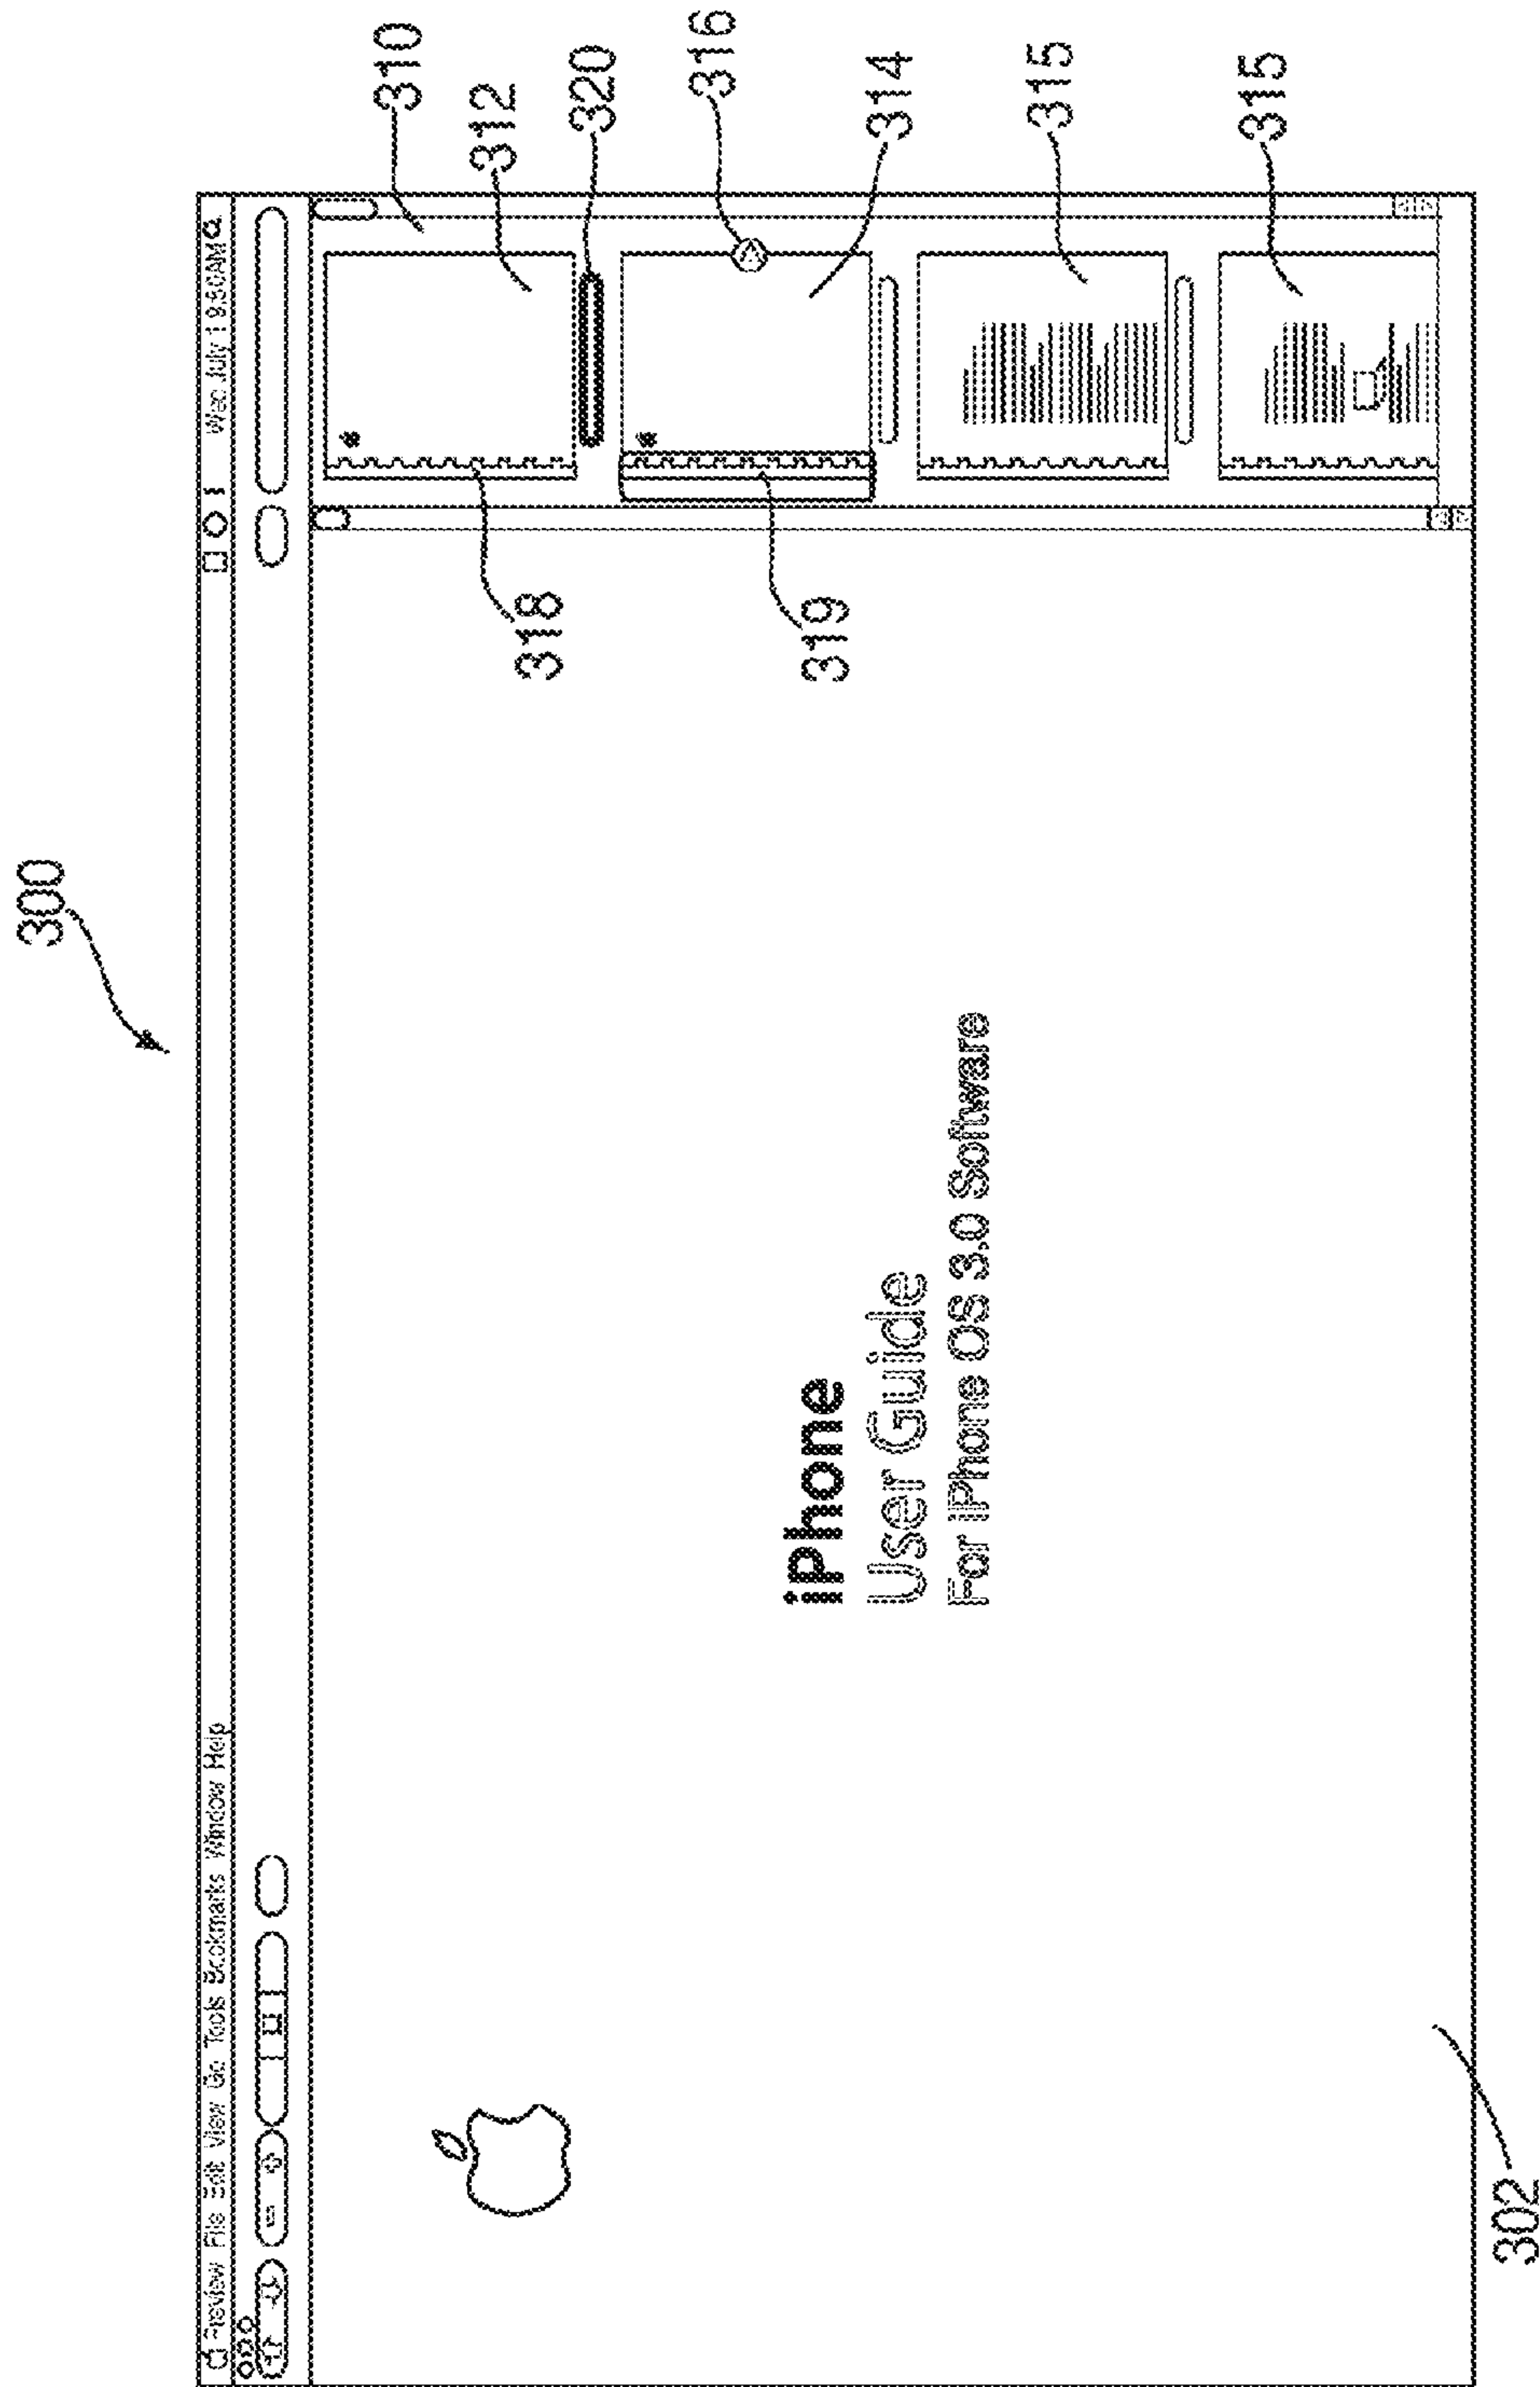 300
Preview File Edit View Go Tools Bookmarks Window Help
Wed. July 1 9:30AM
310
312
320
316
314
315
315
318
319
iPhone
User Guide
For iPhone OS 3.0 Software
302